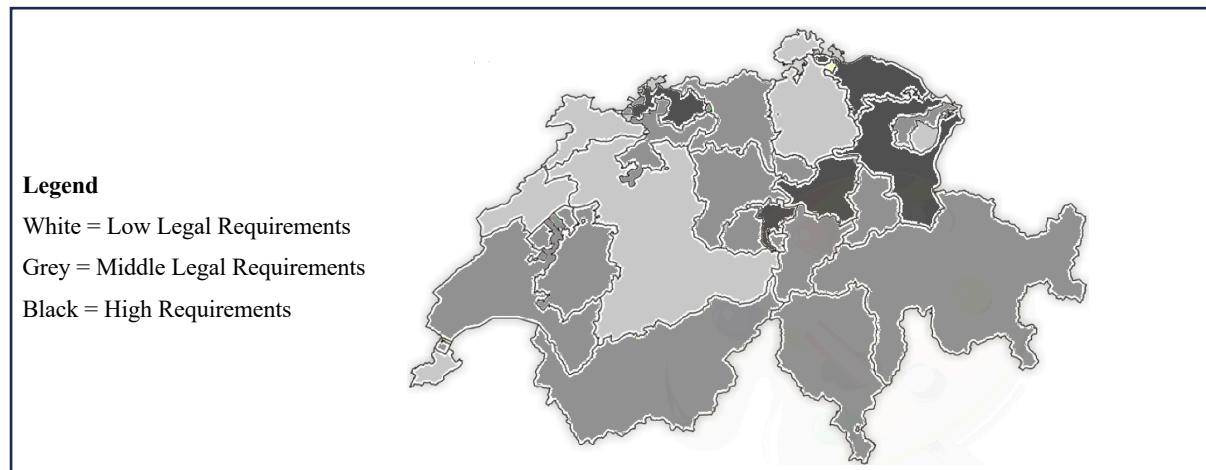 Legend
White = Low Legal Requirements
Grey = Middle Legal Requirements
Black = High Requirements